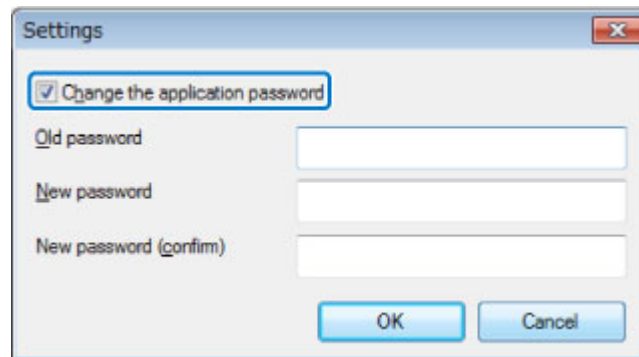 Settings
Change the application password
Old password
New password
New password (confirm)
OK
Cancel